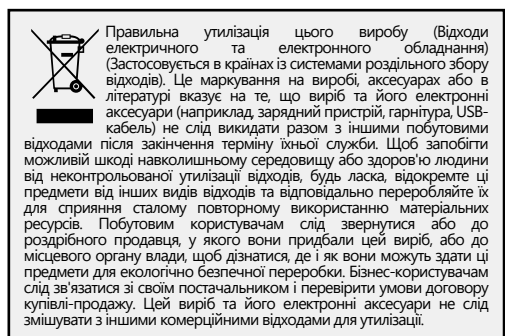 Правильна утилізація цього виробу (Відходи
електричного та електронного обладнання)
(Застосовується в країнах із системами роздільного збору
відходів). Це маркування на виробі, аксесуарах або в
літературі вказує на те, що виріб та його електронні
аксесуари (наприклад, зарядний пристрій, гарнітура, USB-
кабель) не слід викидати разом з іншими побутовими
відходами після закінчення терміну їхньої служби. Щоб запобігти
можливій шкоді навколишньому середовищу або здоров'ю людини
від неконтрольованої утилізації відходів, будь ласка, відокремте ці
предмети від інших видів відходів та відповідально переробляйте їх
для сприяння сталому повторному використанню матеріальних
ресурсів. Побутовим користувачам слід звернутися або до
роздрібного продавця, у якого вони придбали цей виріб, або до
місцевого органу влади, щоб дізнатися, де і як вони можуть здати ці
предмети для екологічно безпечної переробки. Бізнес-користувачам
слід зв'язатися зі своїм постачальником і перевірити умови договору
купівлі-продажу. Цей виріб та його електронні аксесуари не слід
змішувати з іншими комерційними відходами для утилізації.